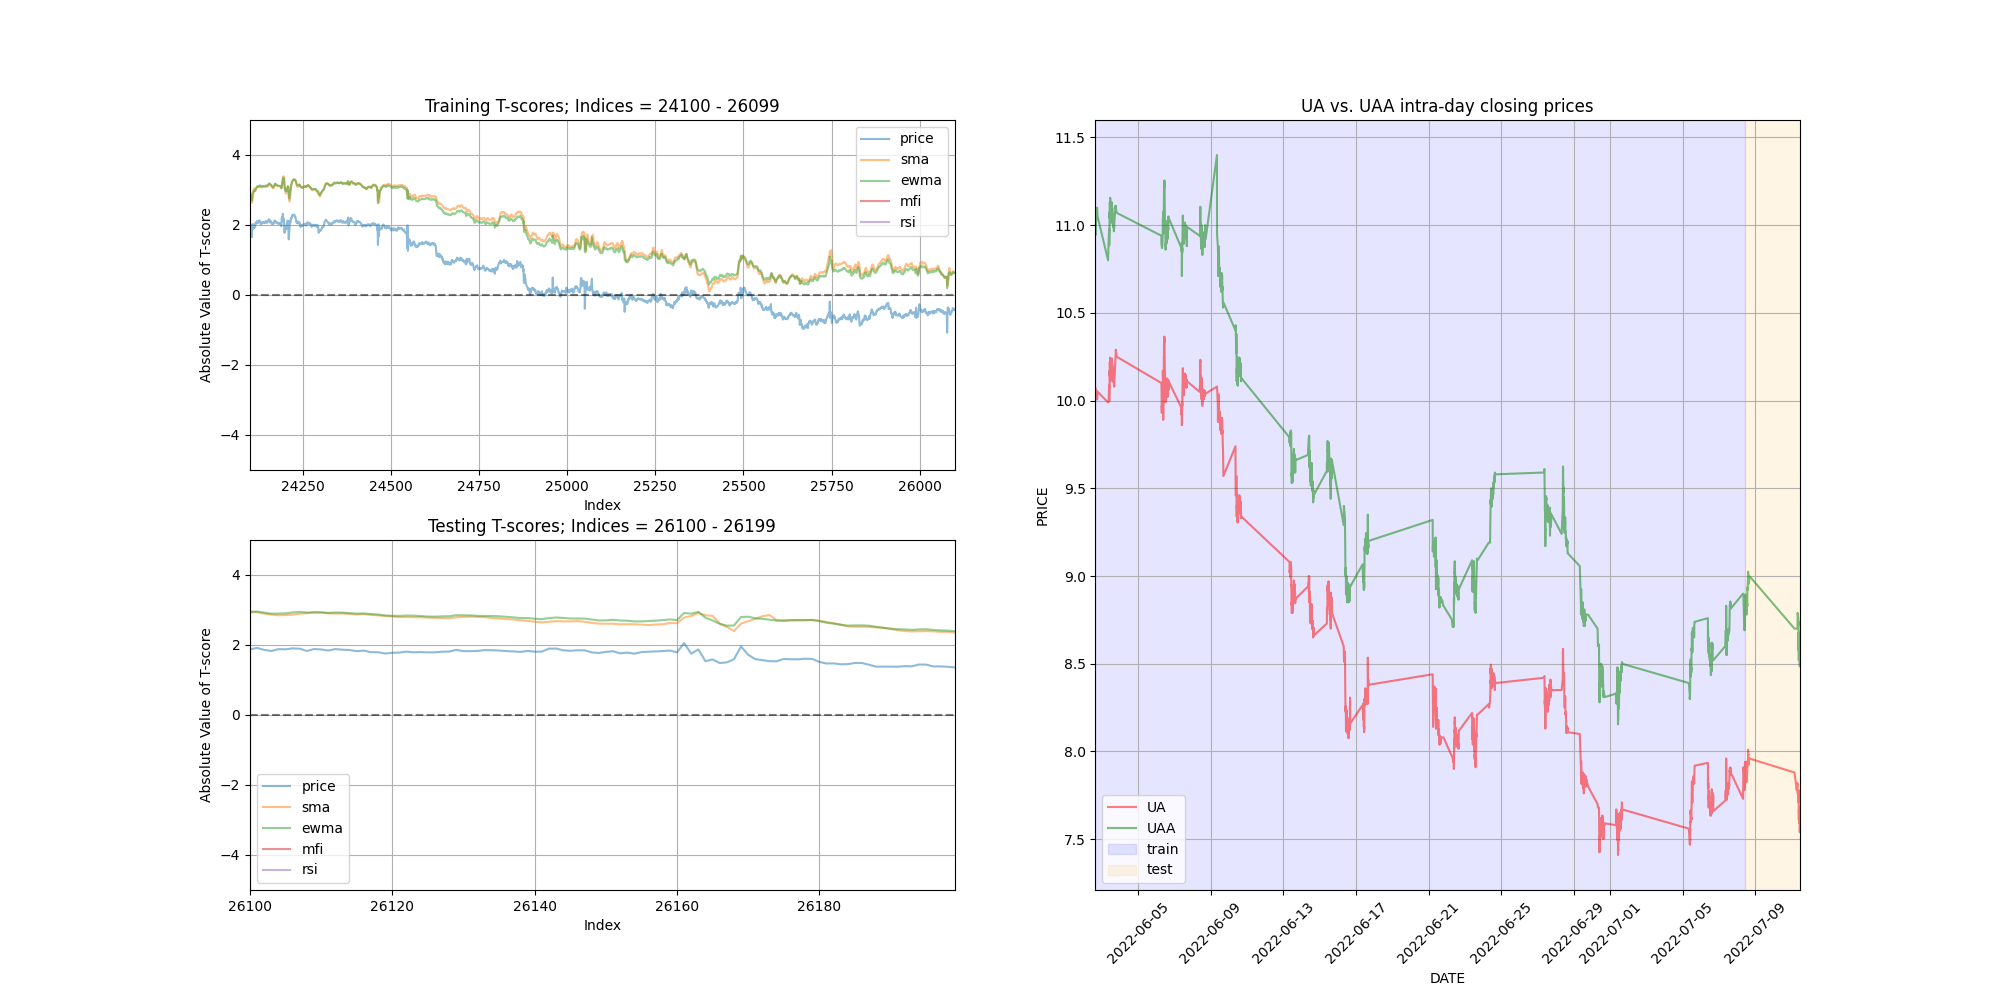 Training T-scores; Indices = 24100 - 26099
Absolute Value of T-score
4
2
0
−2
−4
price
sma
ewma
mfi
rsi
24250 24500 24750 25000 25250 25500 25750 26000
Index
Testing T-scores; Indices = 26100 - 26199
Absolute Value of T-score
4
2
0
−2
−4
price
sma
ewma
mfi
rsi
26100 26120 26140 26160 26180
Index
UA vs. UAA intra-day closing prices
PRICE
11.5
11.0
10.5
10.0
9.5
9.0
8.5
8.0
7.5
UA
UAA
train
test
2022-06-05 2022-06-09 2022-06-13 2022-06-17 2022-06-21 2022-06-25 2022-06-29 2022-07-01 2022-07-05 2022-07-09
DATE